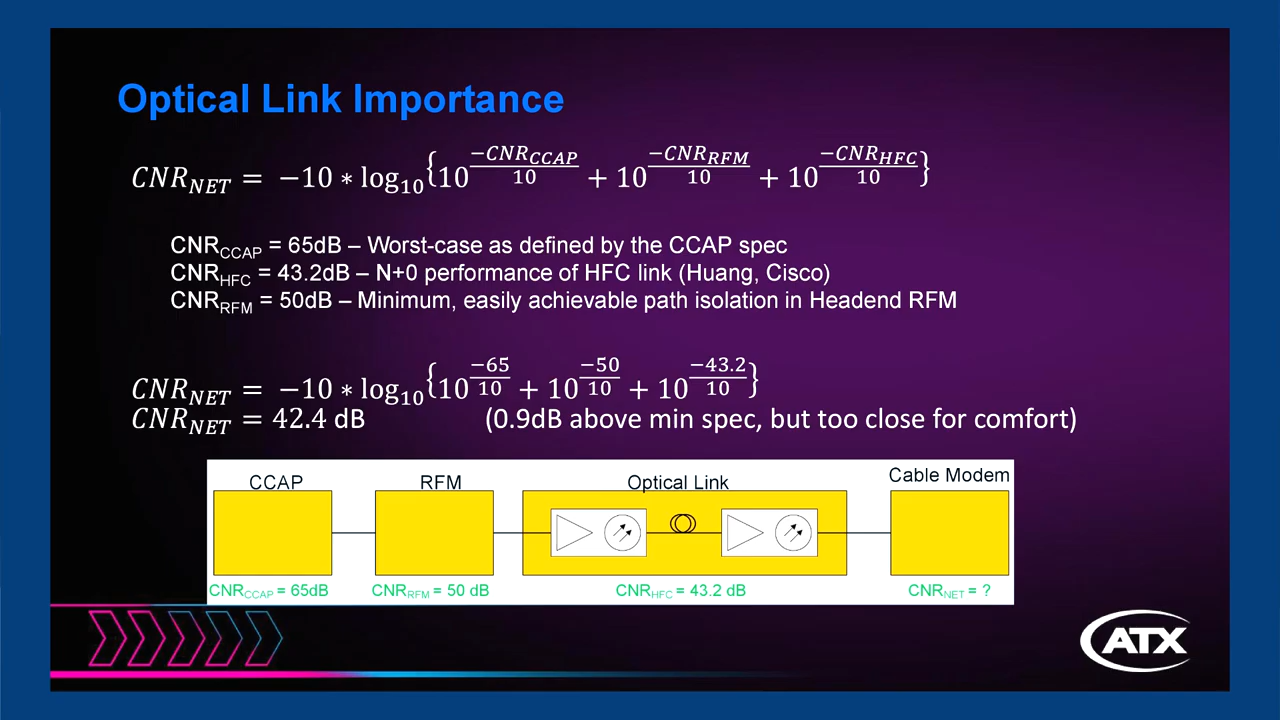 Optical Link Importance
CNR_NET = −10 ∗ log₁₀{10^(−CNR_CCAP/10) + 10^(−CNR_RFM/10) + 10^(−CNR_HFC/10)}
CNR_CCAP = 65dB – Worst-case as defined by the CCAP spec
CNR_HFC = 43.2dB – N+0 performance of HFC link (Huang, Cisco)
CNR_RFM = 50dB – Minimum, easily achievable path isolation in Headend RFM
CNR_NET = −10 ∗ log₁₀{10^(−65/10) + 10^(−50/10) + 10^(−43.2/10)}
CNR_NET = 42.4 dB (0.9dB above min spec, but too close for comfort)
CCAP RFM Optical Link Cable Modem
CNR_CCAP = 65dB CNR_RFM = 50 dB CNR_HFC = 43.2 dB CNR_NET = ?
ATX